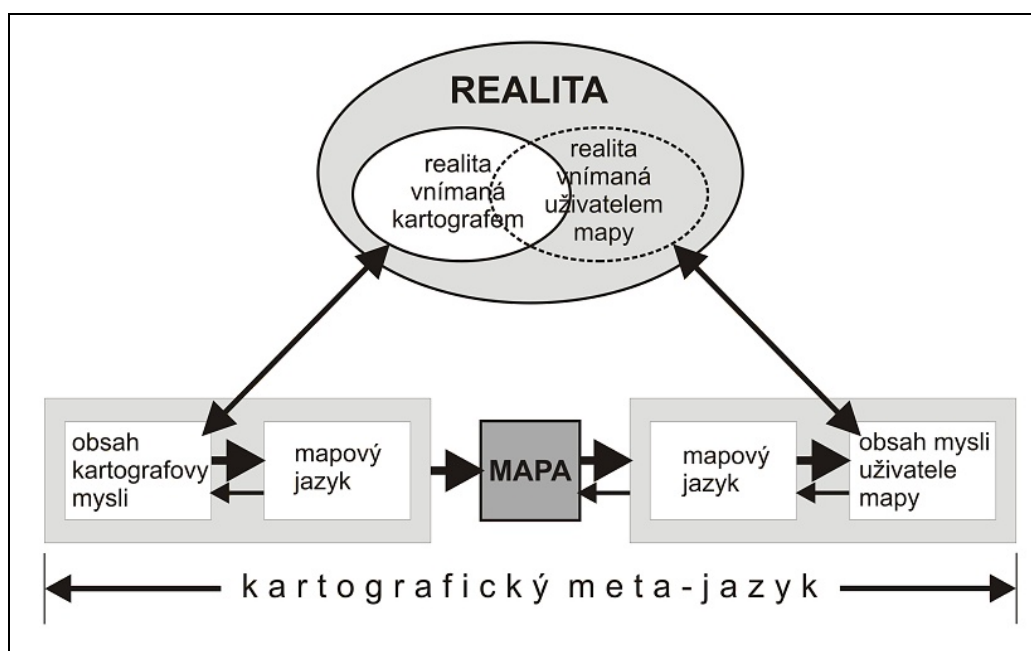 REALITA
realita
vnímaná
kartografem
realita
vnímaná
uživatelem
mapy
obsah
kartografovy
mysli
mapový
jazyk
MAPA
mapový
jazyk
obsah mysli
uživatele
mapy
kartografický meta-jazyk